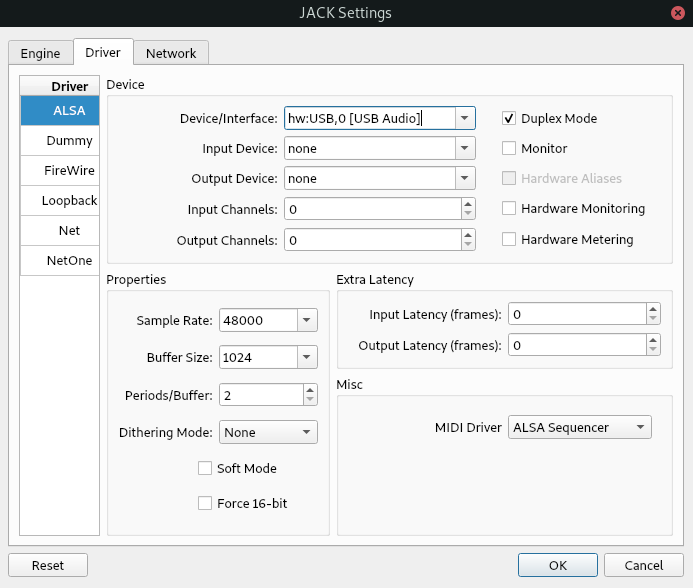 JACK Settings
Engine
Driver
Network
Driver
ALSA
Dummy
FireWire
Loopback
Net
NetOne
Device
Device/Interface: hw:USB,0 [USB Audio]
Duplex Mode
Input Device: none
Monitor
Output Device: none
Hardware Aliases
Input Channels: 0
Hardware Monitoring
Output Channels: 0
Hardware Metering
Properties
Sample Rate: 48000
Buffer Size: 1024
Periods/Buffer: 2
Dithering Mode: None
Soft Mode
Force 16-bit
Extra Latency
Input Latency (frames): 0
Output Latency (frames): 0
Misc
MIDI Driver ALSA Sequencer
Reset
OK
Cancel